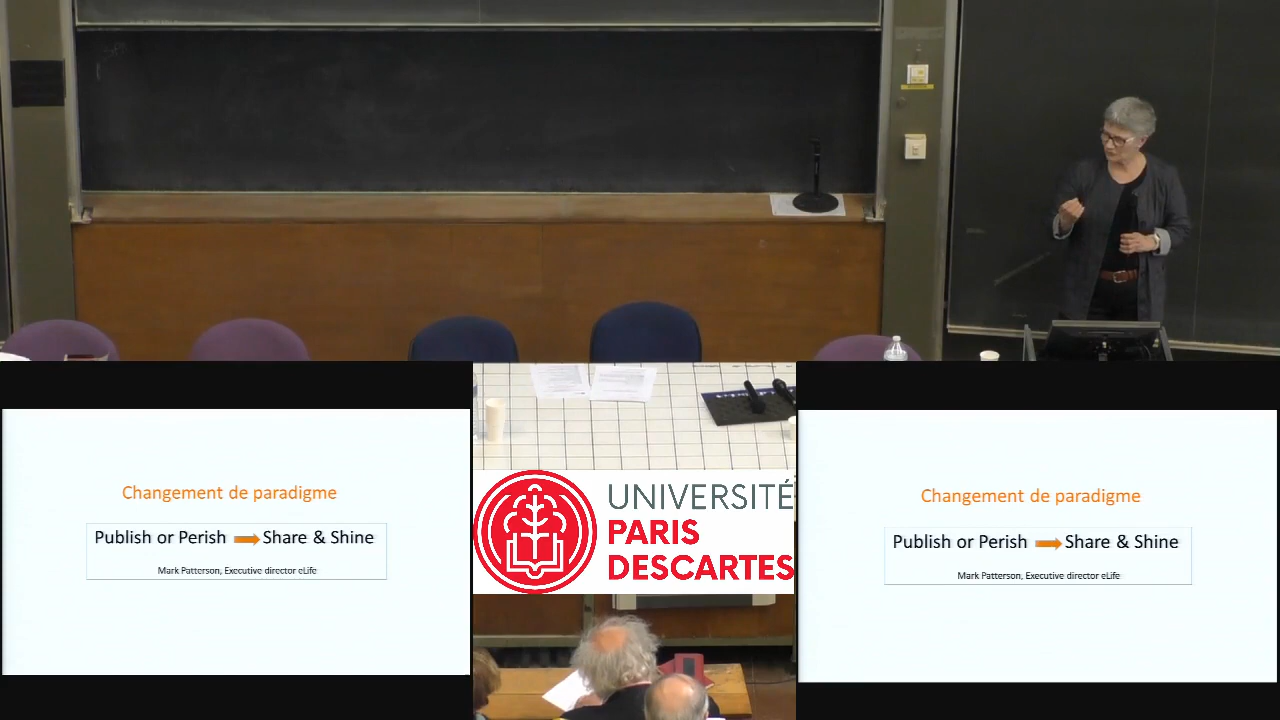 Changement de paradigme
Publish or Perish Share & Shine
Mark Patterson, Executive director eLife
UNIVERSITÉ
PARIS
DESCARTES
Changement de paradigme
Publish or Perish Share & Shine
Mark Patterson, Executive director eLife